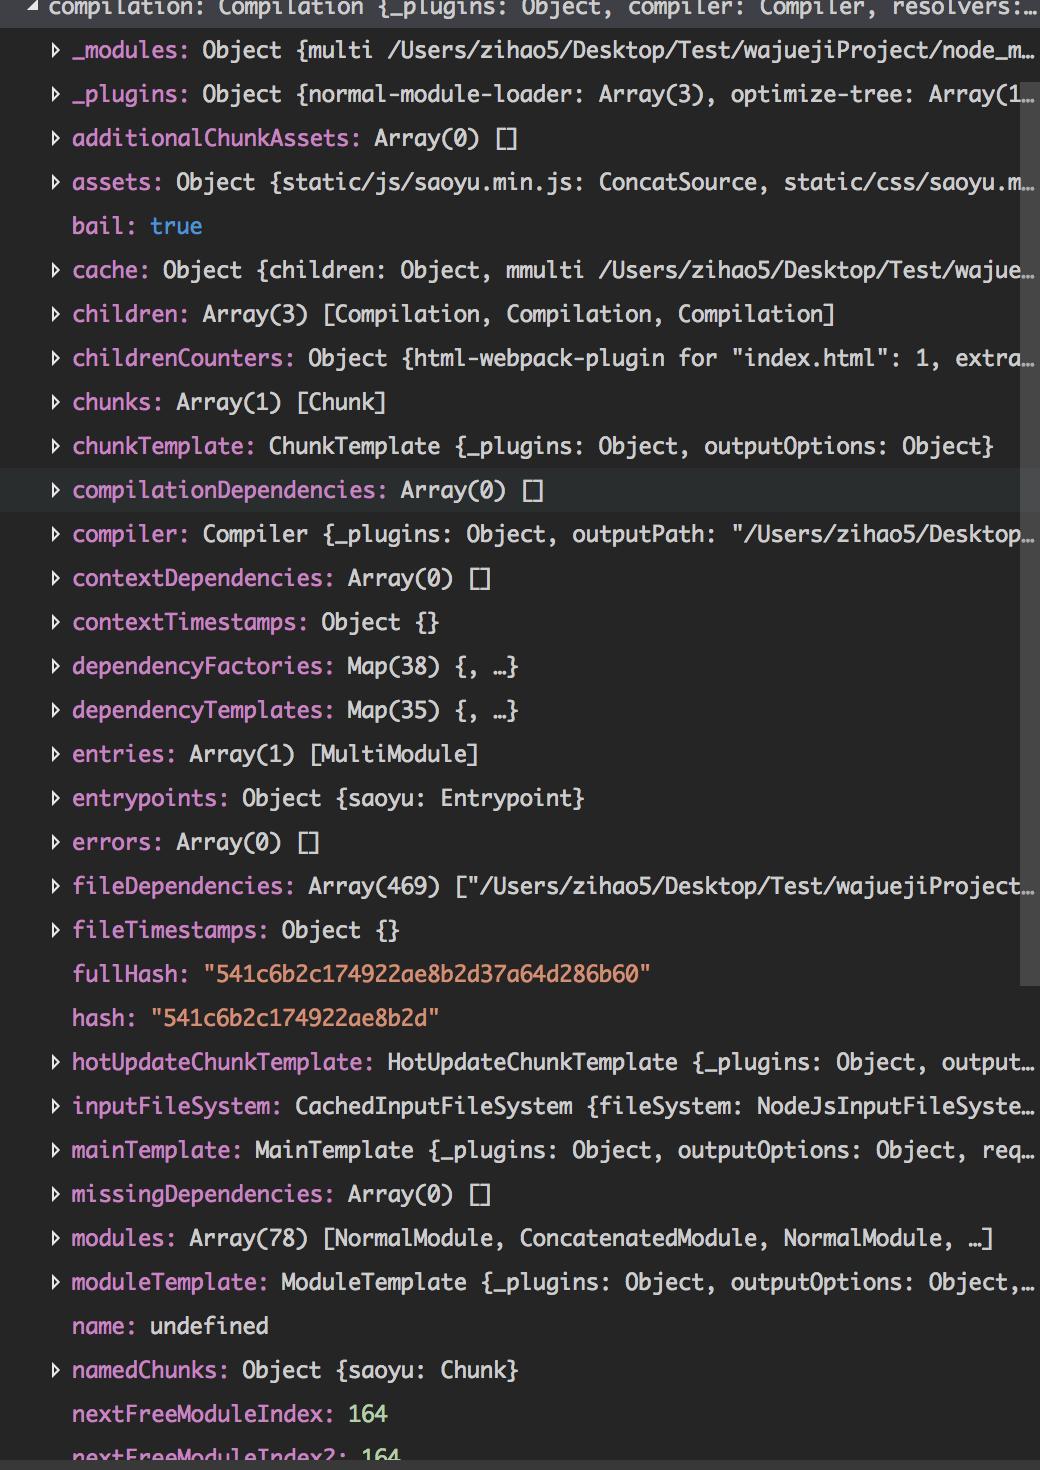 compilation: Compilation {_plugins: Object, compiler: Compiler, resolvers:…
_modules: Object {multi /Users/zihao5/Desktop/Test/wajuejiProject/node_m…
_plugins: Object {normal-module-loader: Array(3), optimize-tree: Array(1…
additionalChunkAssets: Array(0) []
assets: Object {static/js/saoyu.min.js: ConcatSource, static/css/saoyu.m…
bail: true
cache: Object {children: Object, mmulti /Users/zihao5/Desktop/Test/wajue…
children: Array(3) [Compilation, Compilation, Compilation]
childrenCounters: Object {html-webpack-plugin for "index.html": 1, extra…
chunks: Array(1) [Chunk]
chunkTemplate: ChunkTemplate {_plugins: Object, outputOptions: Object}
compilationDependencies: Array(0) []
compiler: Compiler {_plugins: Object, outputPath: "/Users/zihao5/Desktop…
contextDependencies: Array(0) []
contextTimestamps: Object {}
dependencyFactories: Map(38) {, …}
dependencyTemplates: Map(35) {, …}
entries: Array(1) [MultiModule]
entrypoints: Object {saoyu: Entrypoint}
errors: Array(0) []
fileDependencies: Array(469) ["/Users/zihao5/Desktop/Test/wajuejiProject…
fileTimestamps: Object {}
fullHash: "541c6b2c174922ae8b2d37a64d286b60"
hash: "541c6b2c174922ae8b2d"
hotUpdateChunkTemplate: HotUpdateChunkTemplate {_plugins: Object, output…
inputFileSystem: CachedInputFileSystem {fileSystem: NodeJsInputFileSyste…
mainTemplate: MainTemplate {_plugins: Object, outputOptions: Object, req…
missingDependencies: Array(0) []
modules: Array(78) [NormalModule, ConcatenatedModule, NormalModule, …]
moduleTemplate: ModuleTemplate {_plugins: Object, outputOptions: Object,…
name: undefined
namedChunks: Object {saoyu: Chunk}
nextFreeModuleIndex: 164
nextFreeModuleIndex2: 164